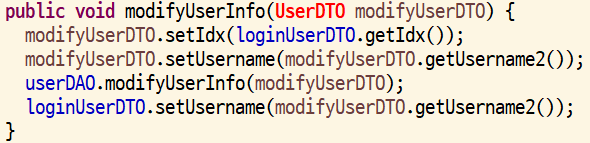 public void modifyUserInfo(UserDTO modifyUserDTO) {
modifyUserDTO.setIdx(loginUserDTO.getIdx());
modifyUserDTO.setUsername(modifyUserDTO.getUsername2());
userDAO.modifyUserInfo(modifyUserDTO);
loginUserDTO.setUsername(modifyUserDTO.getUsername2());
}